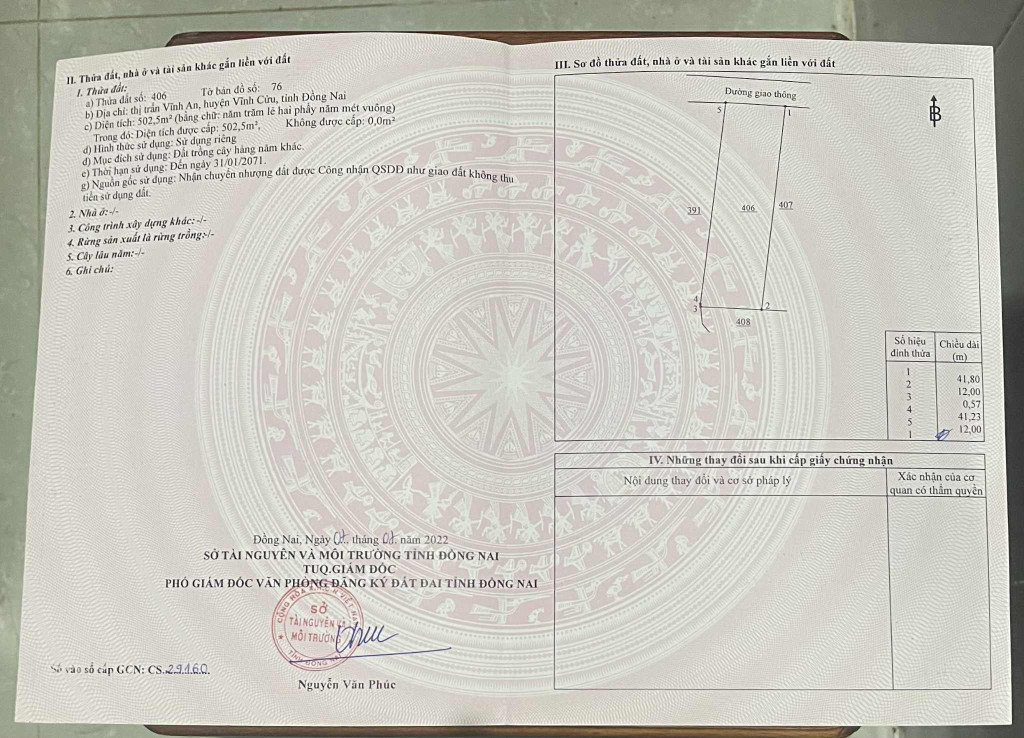 II. Thửa đất, nhà ở và tài sản khác gắn liền với đất
1. Thửa đất:
a) Thửa đất số: 406 Tờ bản đồ số: 76
b) Địa chỉ: thị trấn Vĩnh An, huyện Vĩnh Cửu, tỉnh Đồng Nai
c) Diện tích: 502,5m² (bằng chữ: năm trăm lẻ hai phẩy năm mét vuông)
Trong đó: Diện tích được cấp: 502,5m², Không được cấp: 0,0m²
d) Hình thức sử dụng: Sử dụng riêng
đ) Mục đích sử dụng: Đất trồng cây hàng năm khác.
e) Thời hạn sử dụng: Đến ngày 31/01/2071.
g) Nguồn gốc sử dụng: Nhận chuyển nhượng đất được Công nhận QSDĐ như giao đất không thu
tiền sử dụng đất.
2. Nhà ở:-/-
3. Công trình xây dựng khác:-/-
4. Rừng sản xuất là rừng trồng:-/-
5. Cây lâu năm:-/-
6. Ghi chú:
Đồng Nai, Ngày tháng năm 2022
SỞ TÀI NGUYÊN VÀ MÔI TRƯỜNG TỈNH ĐỒNG NAI
TUQ.GIÁM ĐỐC
PHÓ GIÁM ĐỐC VĂN PHÒNG ĐĂNG KÝ ĐẤT ĐAI TỈNH ĐỒNG NAI
SỞ
TÀI NGUYÊN VÀ
MÔI TRƯỜNG
TỈNH ĐỒNG NAI
Nguyễn Văn Phúc
Số vào sổ cấp GCN: CS.29160.
III. Sơ đồ thửa đất, nhà ở và tài sản khác gắn liền với đất
Đường giao thông
5 1
B
391 406 407
4
3 2
408
Số hiệu đỉnh thửa Chiều dài (m)
1
41,80
2
12,00
3
0,57
4
41,23
5
12,00
1
IV. Những thay đổi sau khi cấp giấy chứng nhận
Nội dung thay đổi và cơ sở pháp lý
Xác nhận của cơ
quan có thẩm quyền